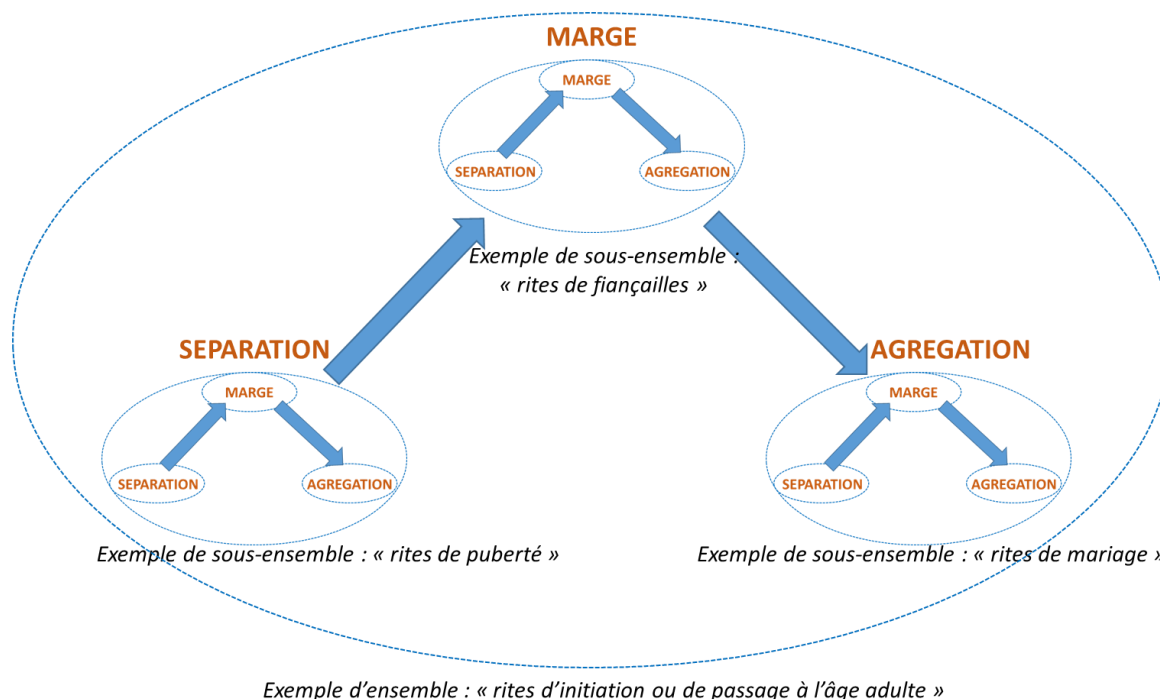 MARGE
MARGE
SEPARATION
AGREGATION
Exemple de sous-ensemble :
« rites de fiançailles »
SEPARATION
MARGE
SEPARATION
AGREGATION
Exemple de sous-ensemble : « rites de puberté »
AGREGATION
MARGE
SEPARATION
AGREGATION
Exemple de sous-ensemble : « rites de mariage »
Exemple d’ensemble : « rites d’initiation ou de passage à l’âge adulte »